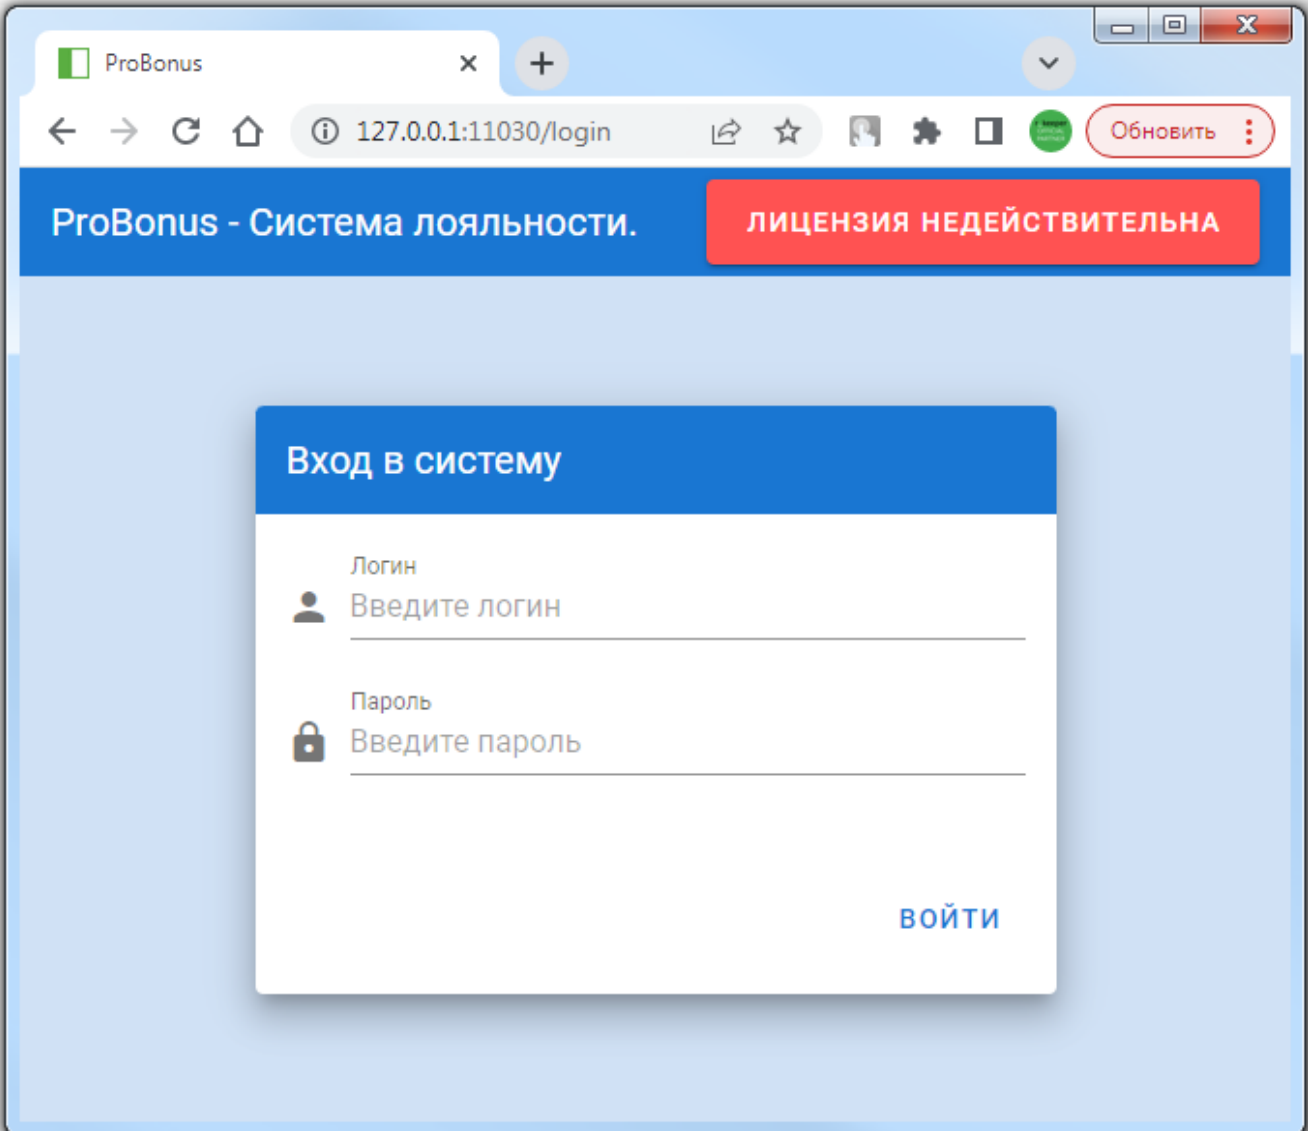 ProBonus
127.0.0.1:11030/login
Обновить
ProBonus - Система лояльности.
ЛИЦЕНЗИЯ НЕДЕЙСТВИТЕЛЬНА
Вход в систему
Логин
Введите логин
Пароль
Введите пароль
ВОЙТИ